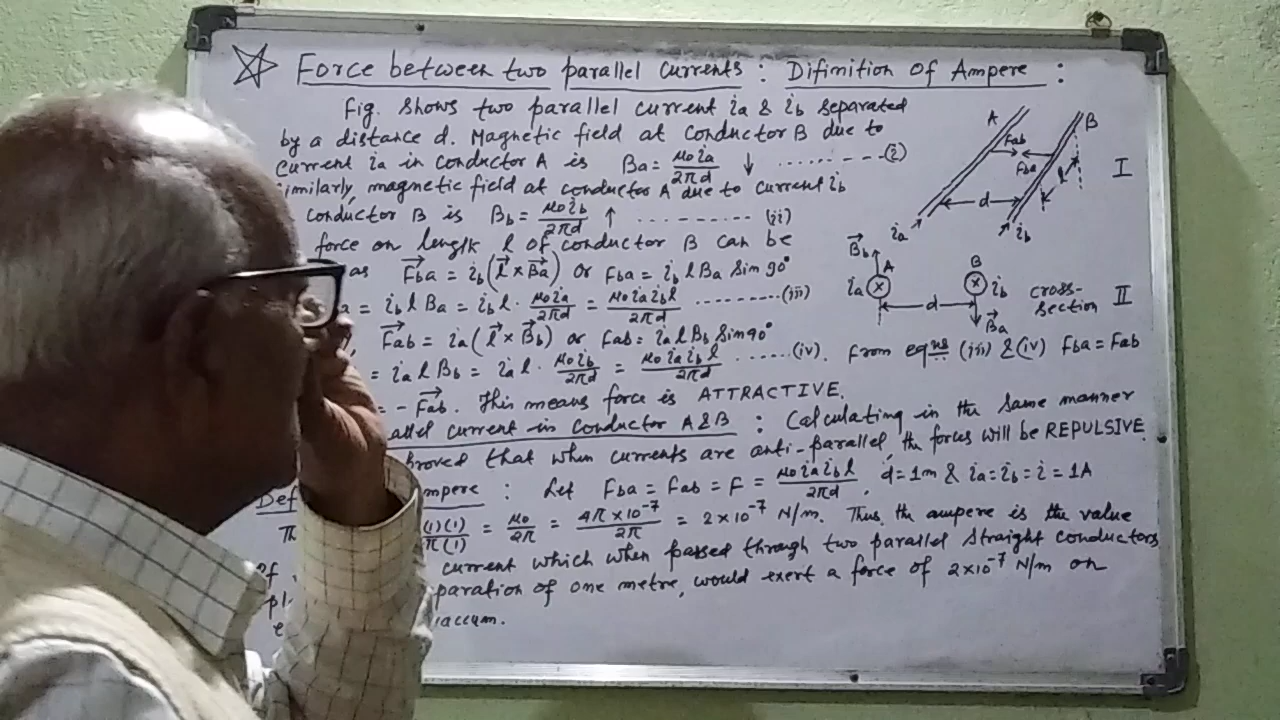 Force between two parallel currents : Difinition of Ampere :
Fig. shows two parallel current ia & ib separated
by a distance d. Magnetic field at conductor B due to
current ia in conductor A is Ba = μ0ia/2πd ↓ ..........(i)
imilarly, magnetic field at conductor A due to current ib
conductor B is Bb = μ0ib/2πd ↑ .......... (ii)
force on length l of conductor B can be
as F⃗ba = ib(l⃗ × B⃗a) or Fba = ib l Ba Sin 90°
= ib l Ba = ib l · μ0ia/2πd = μ0iaibl/2πd ..........(iii)
F⃗ab = ia(l⃗ × B⃗b) or Fab = ia l Bb Sin 90°
= ia l Bb = ia l · μ0ib/2πd = μ0iaibl/2πd ......(iv). From eqns (iii) & (iv) Fba = Fab
= - F⃗ab. This means force is ATTRACTIVE.
allel current in conductor A & B : Calculating in the same manner
proved that when currents are anti-parallel, the forces will be REPULSIVE.
Def mpere : Let Fba = Fab = F = μ0iaibl/2πd, d = 1m & ia = ib = i = 1A
(1)(1)/π(1) = μ0/2π = 4π×10⁻⁷/2π = 2×10⁻⁷ N/m. Thus, the ampere is the value
of current which when passed through two parallel straight conductors
pl paration of one metre, would exert a force of 2×10⁻⁷ N/m on
e vaccum.
A B
Fab
Fba
l
d
ia ib
I
B⃗b
A B
ia ib
d
B⃗a
cross-
section
II